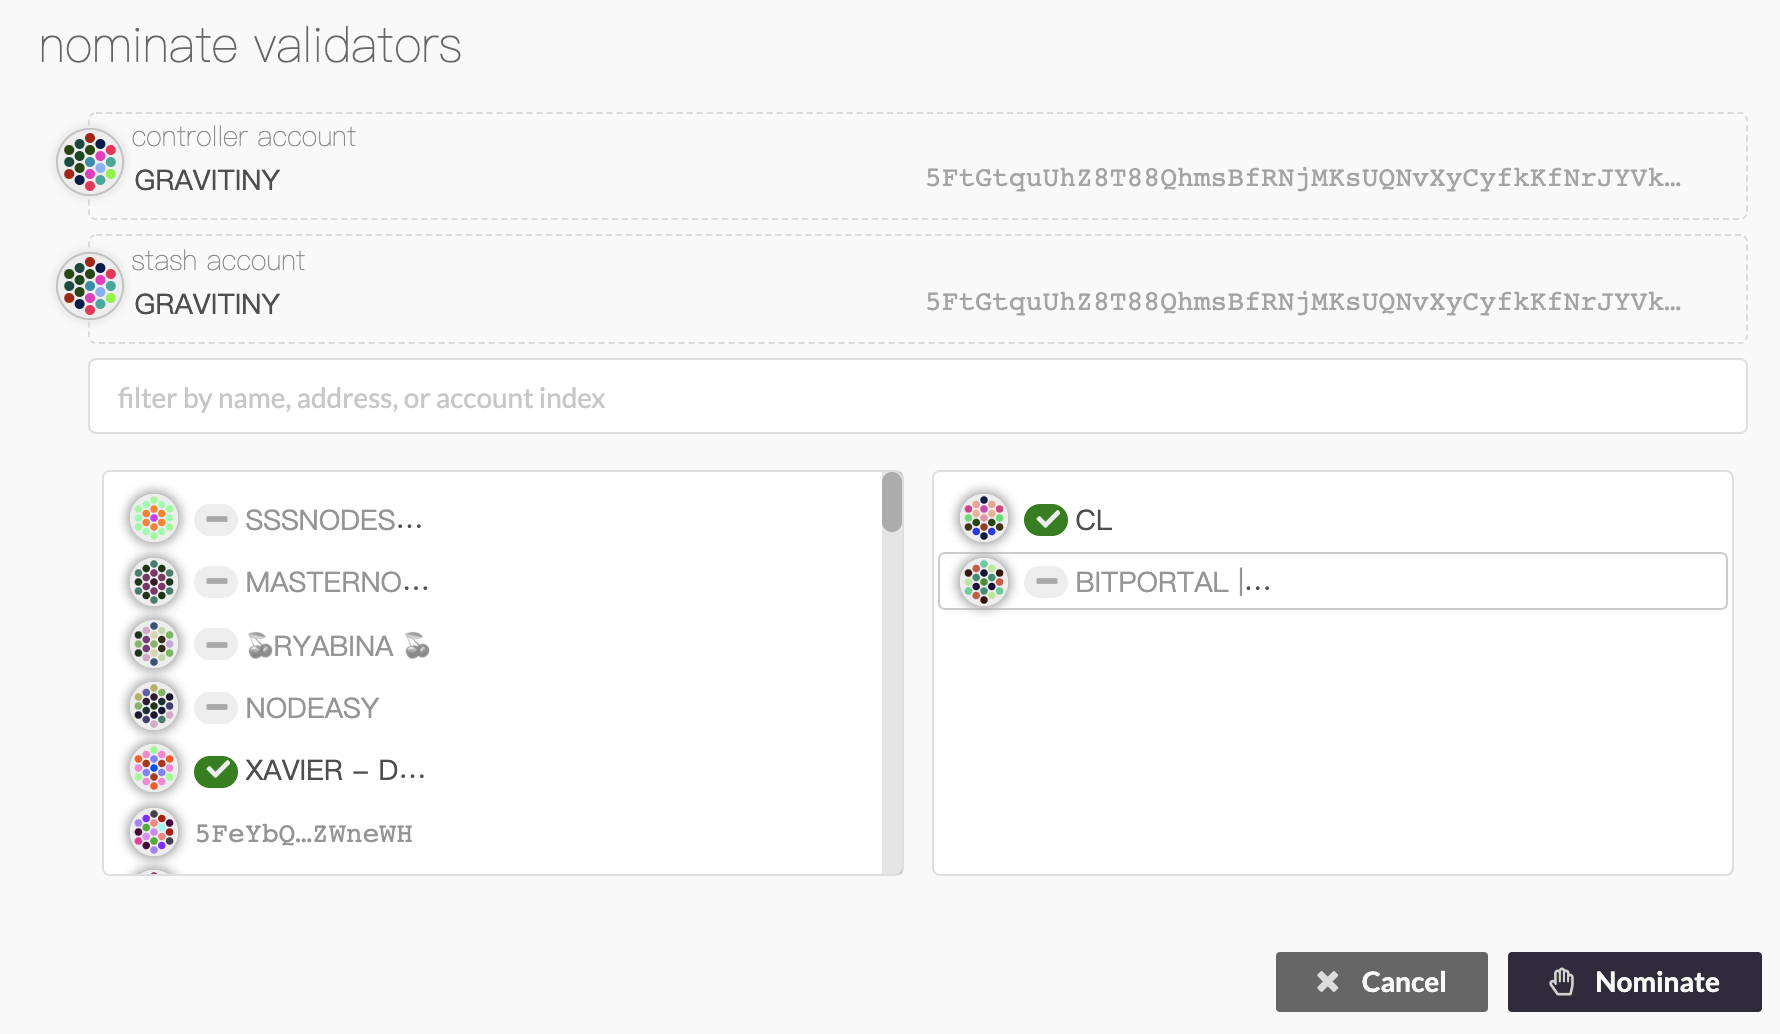 nominate validators
controller account
GRAVITINY 5FtGtquUhZ8T88QhmsBfRNjMKsUQNvXyCyfkKfNrJYVk…
stash account
GRAVITINY 5FtGtquUhZ8T88QhmsBfRNjMKsUQNvXyCyfkKfNrJYVk…
filter by name, address, or account index
SSSNODES…
MASTERNO…
🍒RYABINA 🍒
NODEASY
XAVIER – D…
5FeYbQ…ZWneWH
CL
BITPORTAL |…
Cancel
Nominate